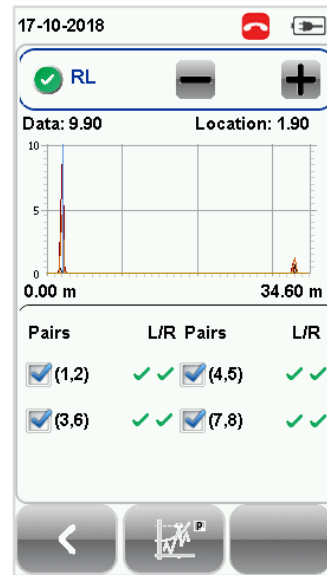 17-10-2018
RL
Data: 9.90 Location: 1.90
10
5
0
0.00 m 34.60 m
Pairs L/R Pairs L/R
(1,2) (4,5)
(3,6) (7,8)
P